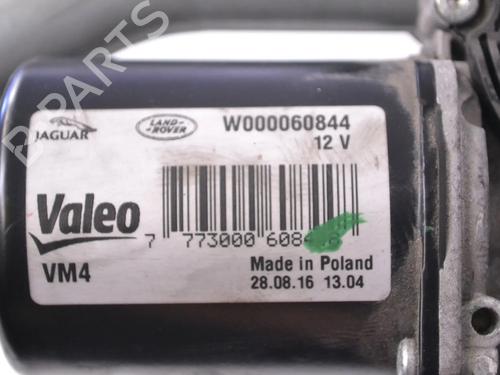 B PARTS
JAGUAR
LAND-
ROVER
W000060844
12 V
Valeo
7 773000 608
VM4
Made in Poland
28.08.16 13.04